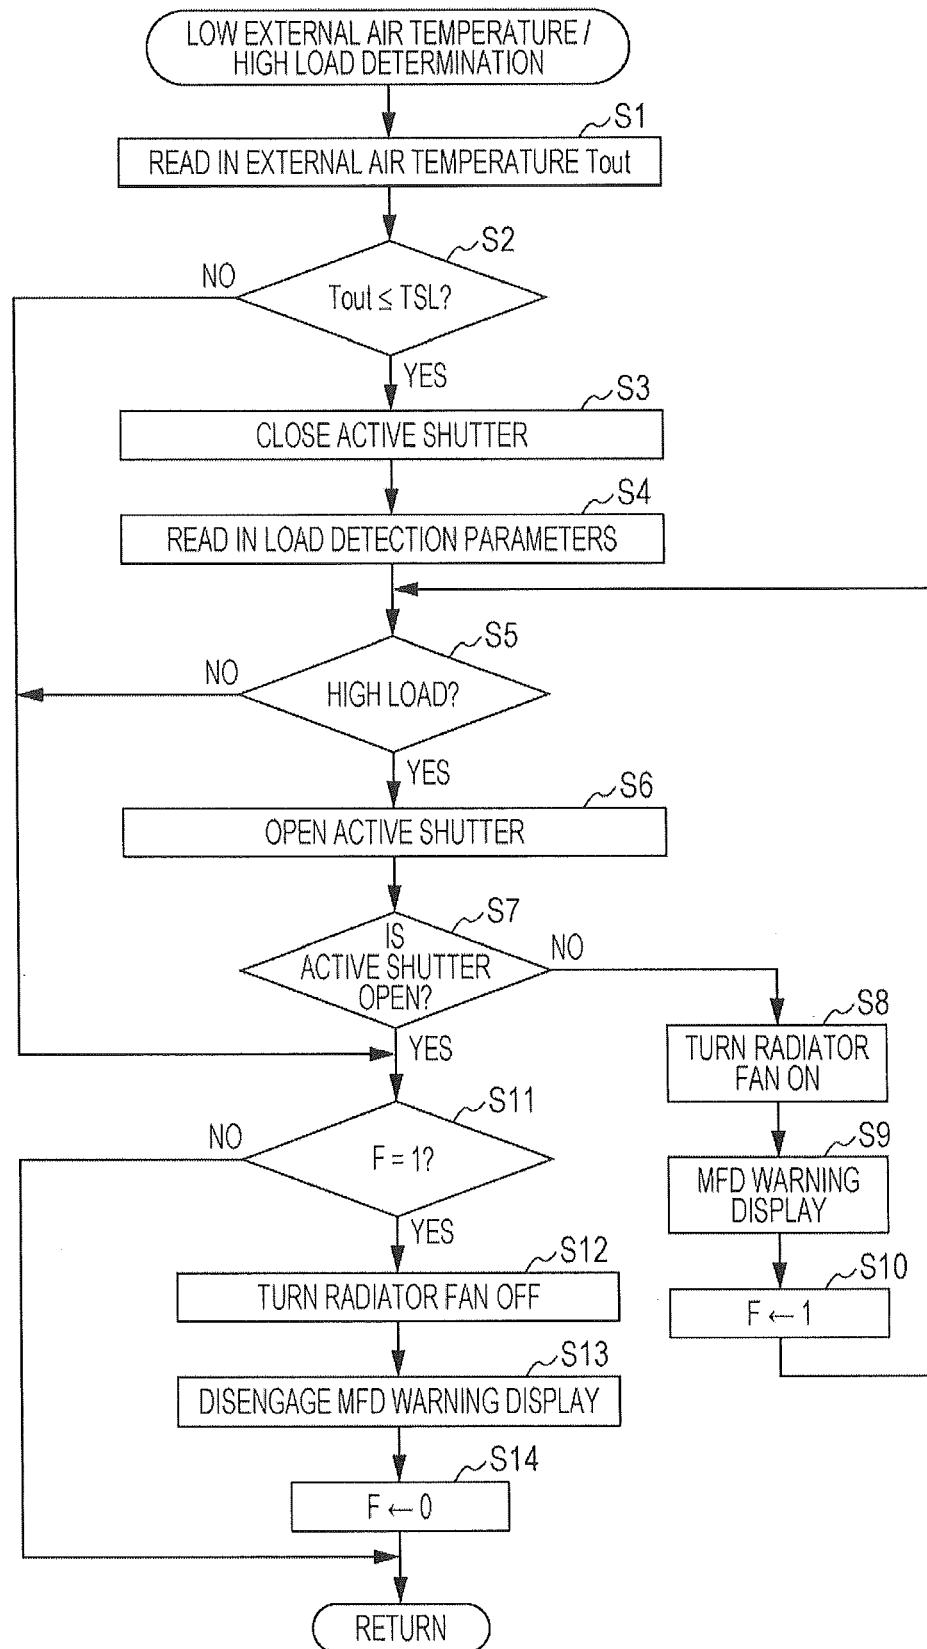 LOW EXTERNAL AIR TEMPERATURE /
HIGH LOAD DETERMINATION
S1
READ IN EXTERNAL AIR TEMPERATURE Tout
S2
NO
Tout ≤ TSL?
YES
S3
CLOSE ACTIVE SHUTTER
S4
READ IN LOAD DETECTION PARAMETERS
S5
NO
HIGH LOAD?
YES
S6
OPEN ACTIVE SHUTTER
S7
IS
ACTIVE SHUTTER
OPEN?
NO
YES
S8
TURN RADIATOR
FAN ON
S9
MFD WARNING
DISPLAY
S10
F ← 1
S11
NO
F = 1?
YES
S12
TURN RADIATOR FAN OFF
S13
DISENGAGE MFD WARNING DISPLAY
S14
F ← 0
RETURN